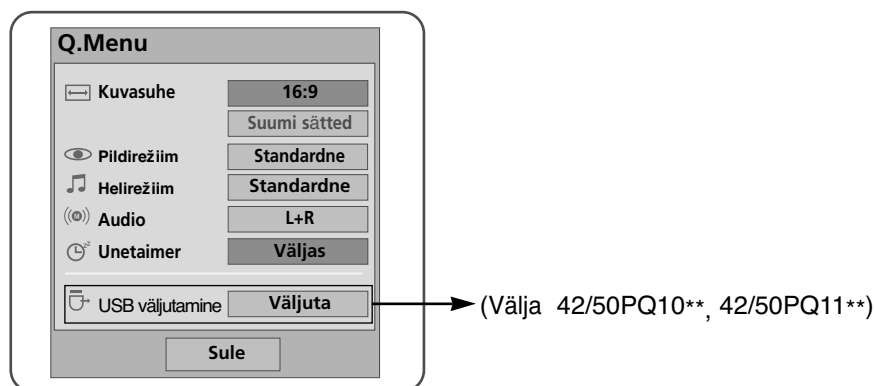 Q.Menu
Kuvasuhe 16:9
Suumi sätted
Pildirežiim Standardne
Helirežiim Standardne
Audio L+R
Unetaimer Väljas
USB väljutamine Väljuta
(Välja 42/50PQ10**, 42/50PQ11**)
Sule